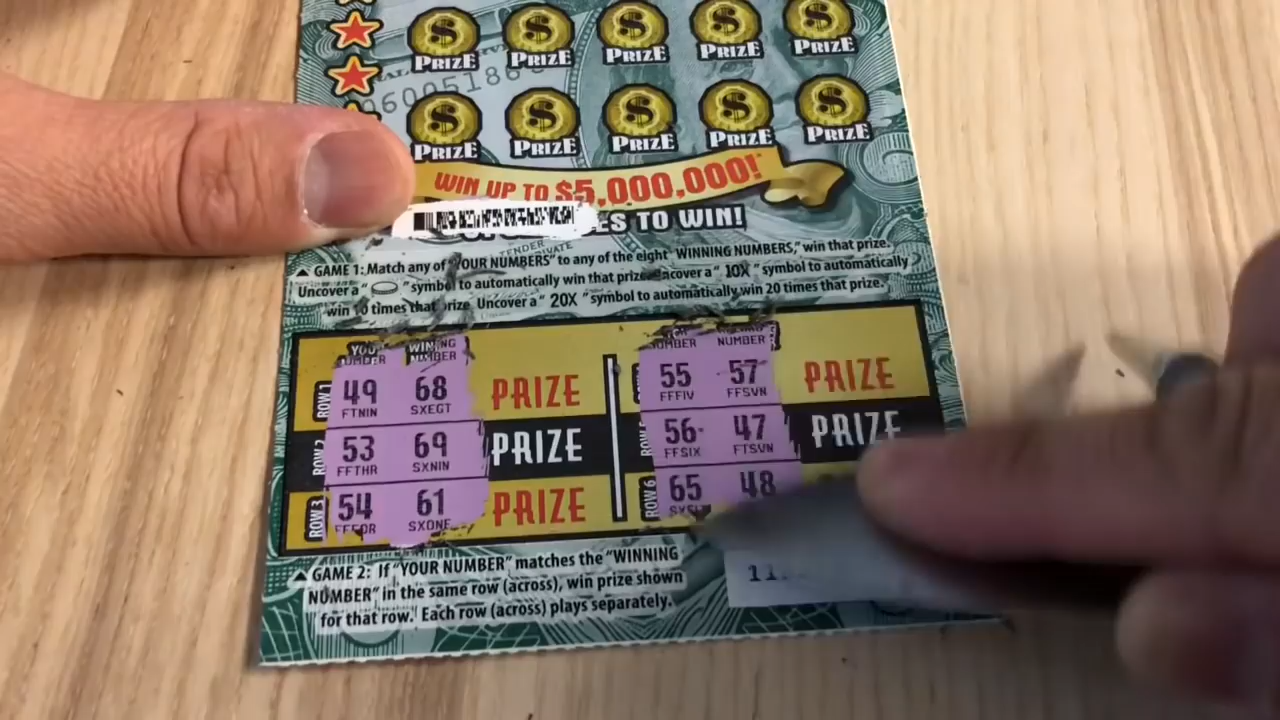 $ $ $ $ $
PRIZE PRIZE PRIZE PRIZE PRIZE
$ $ $ $ $
PRIZE PRIZE PRIZE PRIZE PRIZE
WIN UP TO $5,000,000!
TO WIN!
GAME 1: Match any of "YOUR NUMBERS" to any of the eight "WINNING NUMBERS," win that prize.
Uncover a " " symbol to automatically win that prize. Uncover a " 10X " symbol to automatically
win 10 times that prize. Uncover a " 20X " symbol to automatically win 20 times that prize.
YOUR NUMBER WINNING NUMBER
ROW 1 49 FTNIN 68 SXEGT PRIZE
ROW 2 53 FFTHR 69 SXNIN PRIZE
ROW 3 54 FFFOR 61 SXONE PRIZE
NUMBER NUMBER
55 FFFIV 57 FFSVN PRIZE
56 FFSIX 47 FTSVN PRIZE
ROW 6 65 48
GAME 2: If "YOUR NUMBER" matches the "WINNING
NUMBER" in the same row (across), win prize shown
for that row. Each row (across) plays separately.